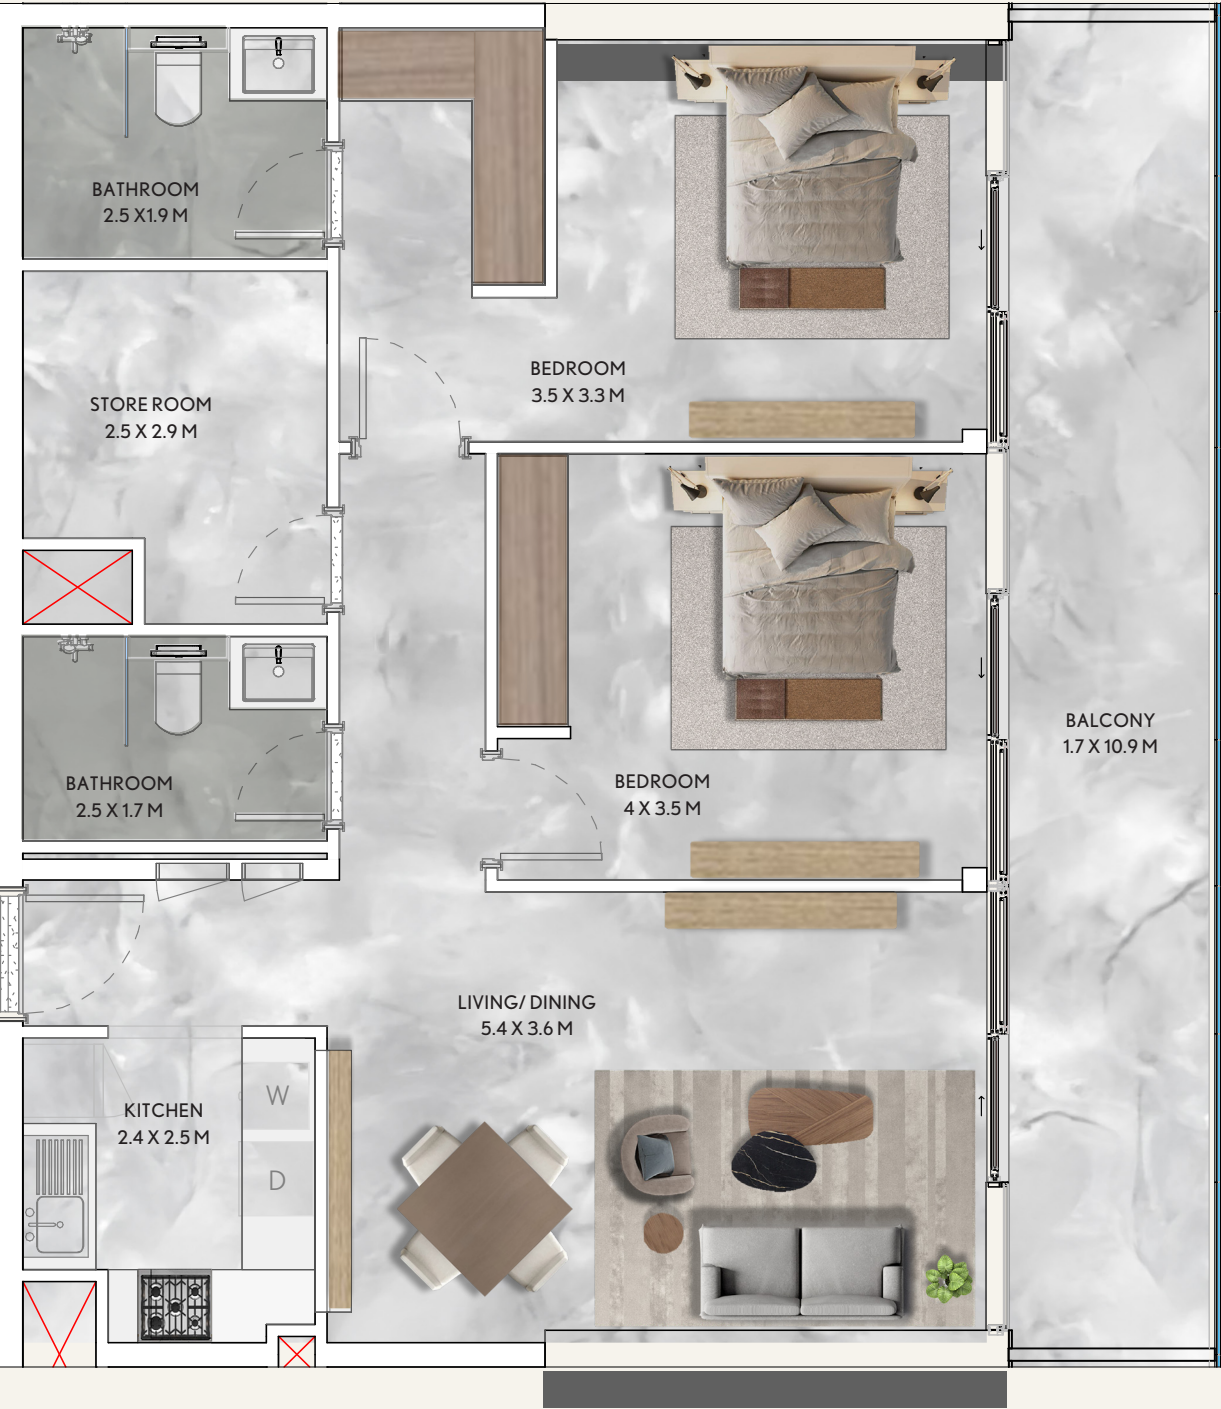 BATHROOM
2.5 X1.9 M
BEDROOM
3.5 X 3.3 M
STORE ROOM
2.5 X 2.9 M
BALCONY
1.7 X 10.9 M
BATHROOM
2.5 X 1.7 M
BEDROOM
4 X 3.5 M
LIVING/ DINING
5.4 X 3.6 M
KITCHEN
2.4 X 2.5 M
W
D